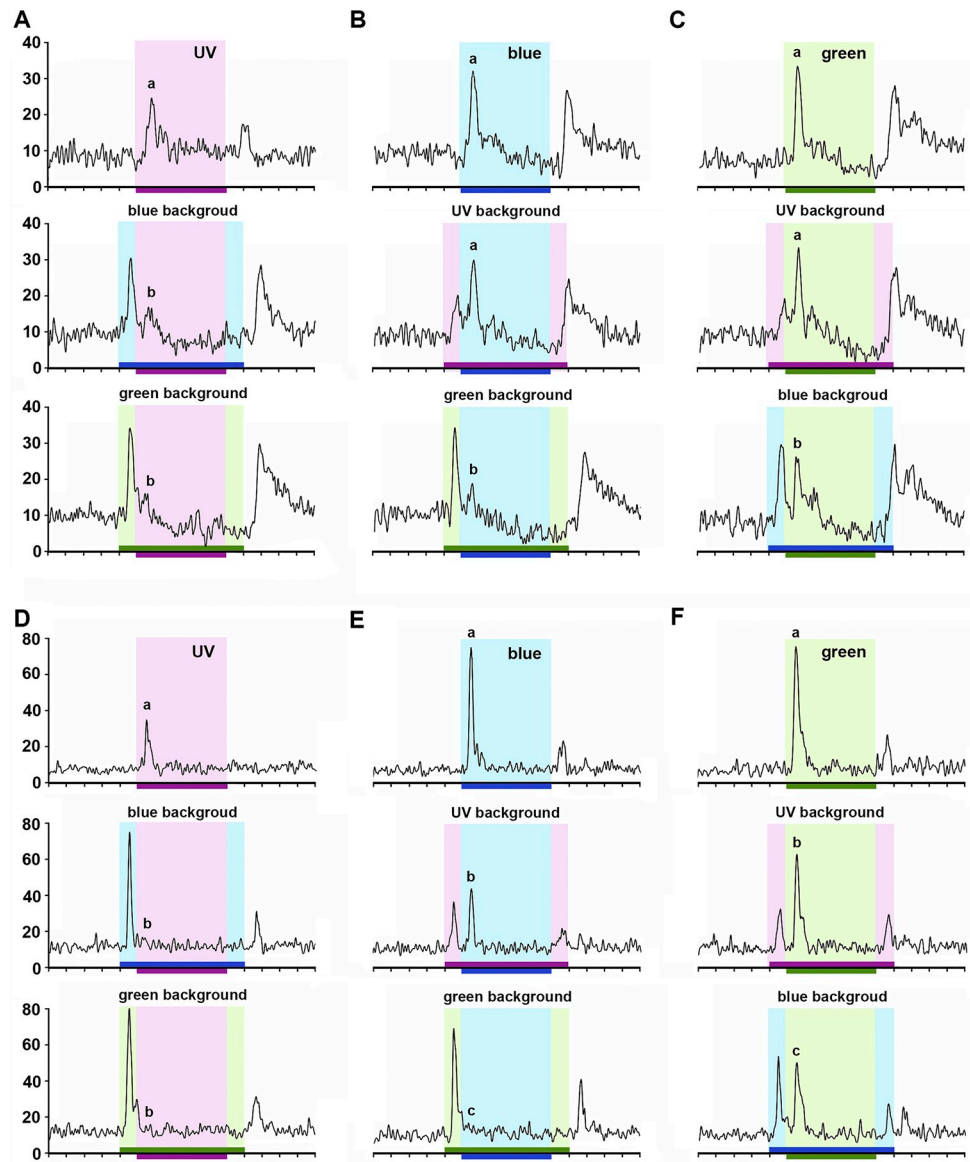 A B C
40 UV blue green
30 a a a
20
10
0
blue backgroud UV background UV background
40
30 a a
20 b
10
0
green background green background blue backgroud
40
30 b
20 b b
10
0
D E F
80 UV a blue a green
60
40 a
20
0
blue backgroud UV background UV background
80
60 b
40 b
20 b
0
green background green background blue backgroud
80
60 c
40
20 b c
0